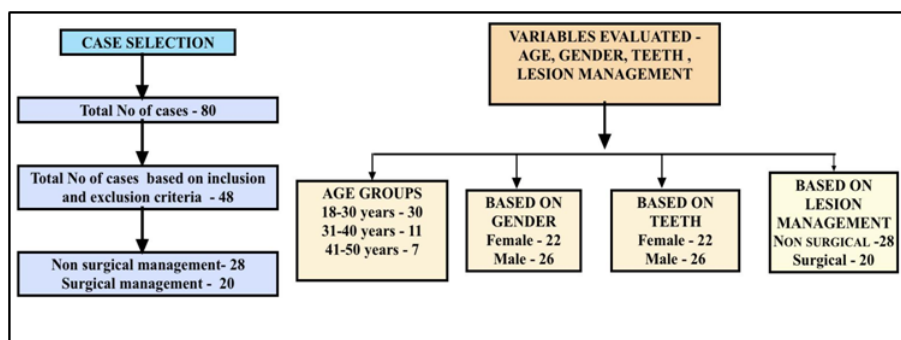 CASE SELECTION
Total No of cases - 80
Total No of cases based on inclusion
and exclusion criteria - 48
Non surgical management- 28
Surgical management - 20
VARIABLES EVALUATED -
AGE, GENDER, TEETH ,
LESION MANAGEMENT
AGE GROUPS
18-30 years - 30
31-40 years - 11
41-50 years - 7
BASED ON
GENDER
Female - 22
Male - 26
BASED ON
TEETH
Female - 22
Male - 26
BASED ON
LESION
MANAGEMENT
NON SURGICAL -28
Surgical - 20